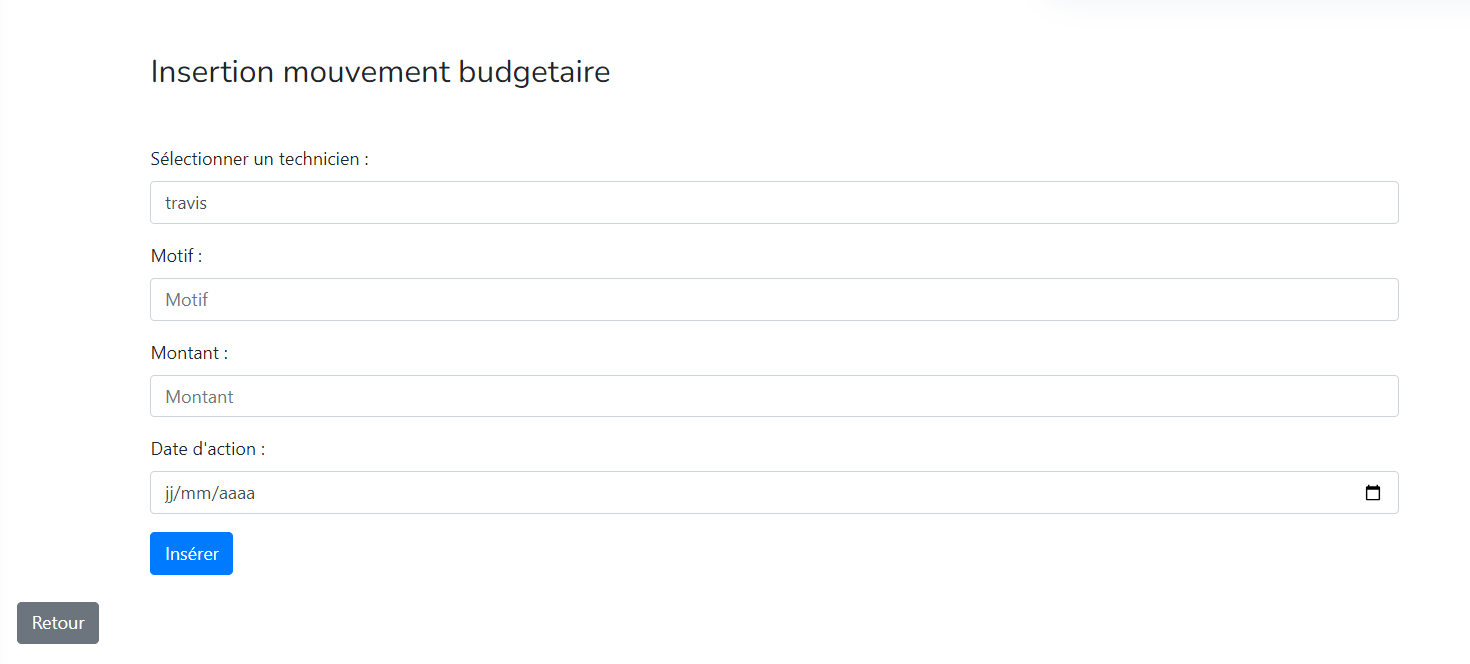 Insertion mouvement budgetaire
Sélectionner un technicien :
travis
Motif :
Motif
Montant :
Montant
Date d'action :
jj/mm/aaaa
Insérer
Retour